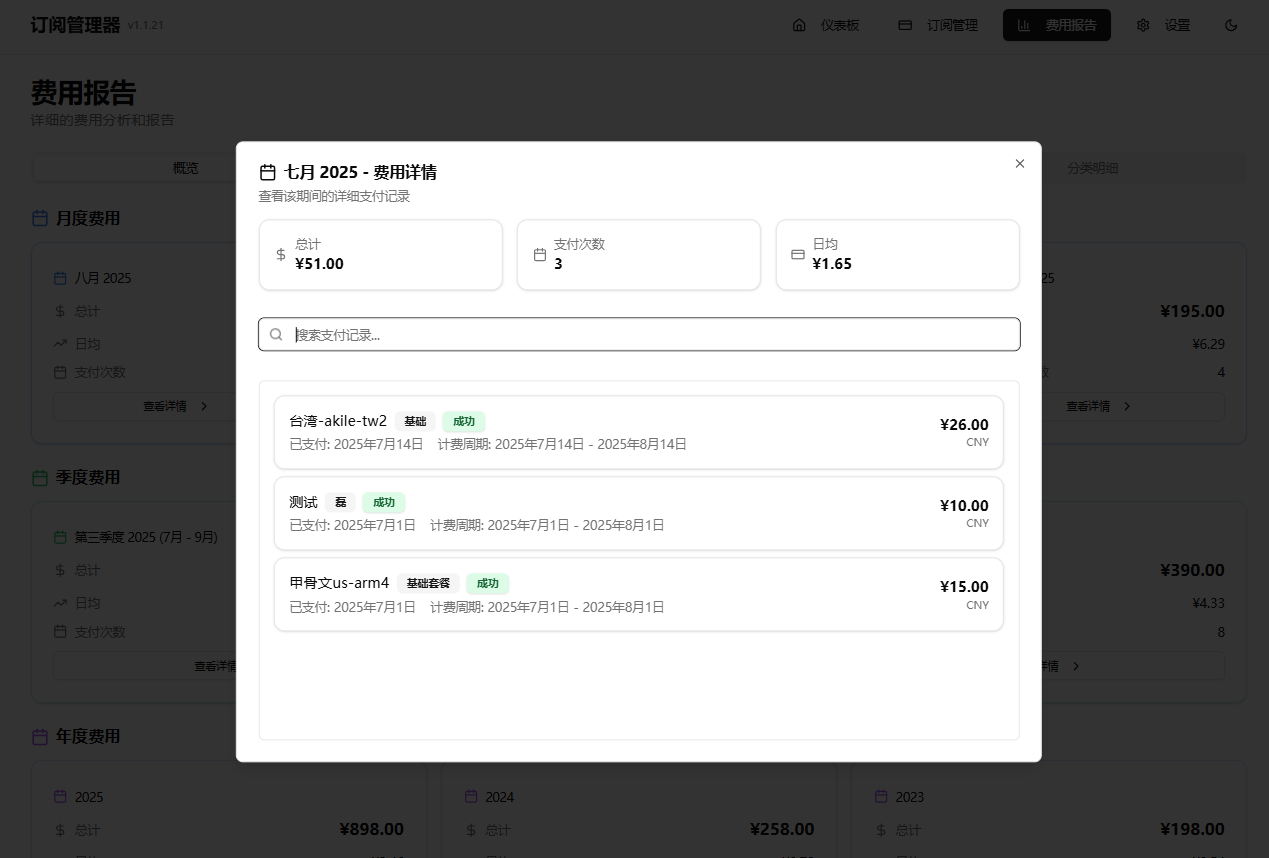 订阅管理器 v1.1.21
仪表板 订阅管理 费用报告 设置
费用报告
详细的费用分析和报告
概览 分类明细
月度费用
八月 2025
总计
日均
支付次数
查看详情
25
¥195.00
¥6.29
数 4
查看详情
季度费用
第三季度 2025 (7月 - 9月)
总计
日均
支付次数
查看详情
¥390.00
¥4.33
8
详情
年度费用
2025
总计 ¥898.00
2024
总计 ¥258.00
2023
总计 ¥198.00
七月 2025 - 费用详情
查看该期间的详细支付记录
总计
¥51.00
支付次数
3
日均
¥1.65
搜索支付记录...
台湾-akile-tw2 基础 成功
已支付: 2025年7月14日 计费周期: 2025年7月14日 - 2025年8月14日
¥26.00
CNY
测试 磊 成功
已支付: 2025年7月1日 计费周期: 2025年7月1日 - 2025年8月1日
¥10.00
CNY
甲骨文us-arm4 基础套餐 成功
已支付: 2025年7月1日 计费周期: 2025年7月1日 - 2025年8月1日
¥15.00
CNY